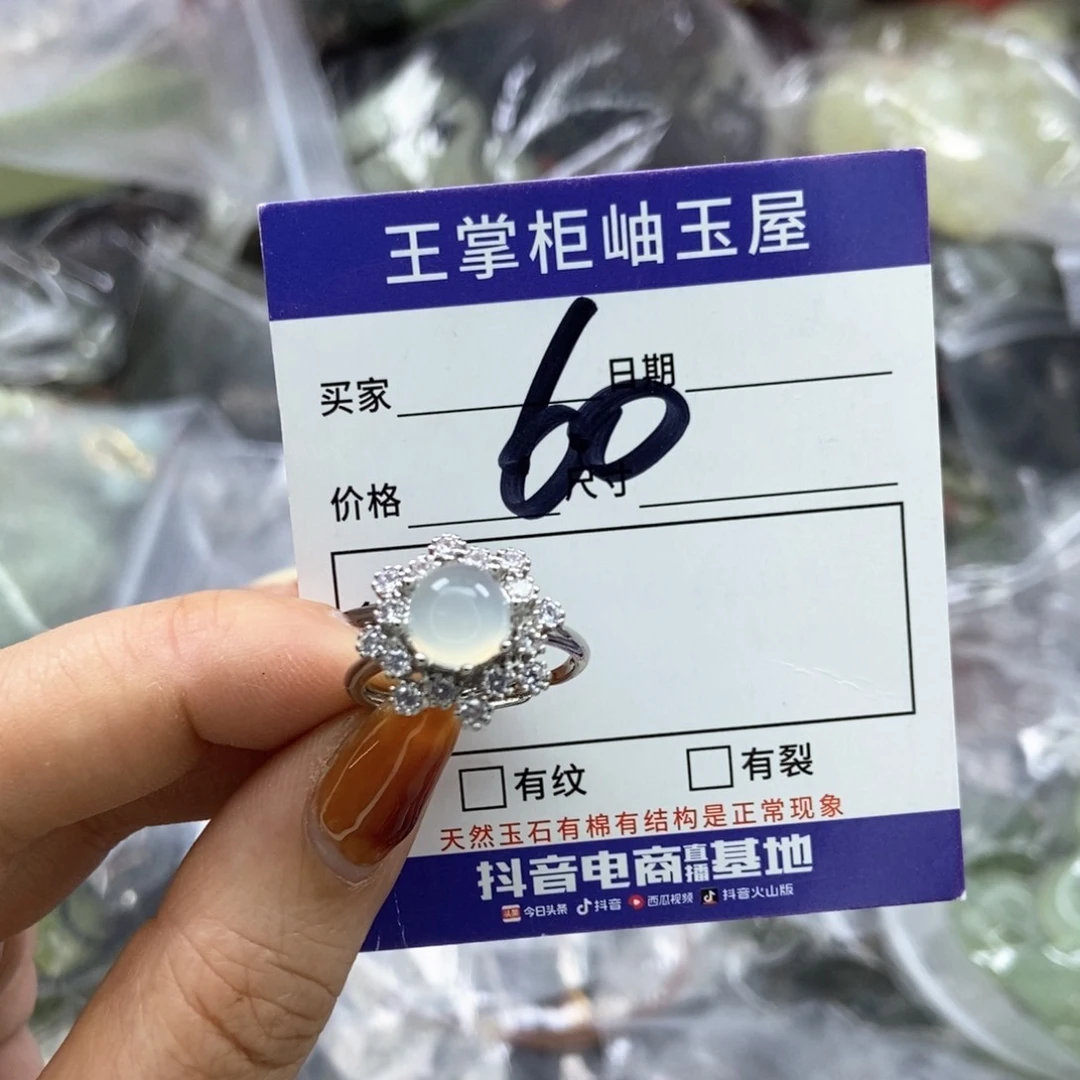 王掌柜岫玉屋
买家 日期
60
价格 尺寸
有纹 有裂
天然玉石有棉有结构是正常现象
抖音电商直播基地
头条 今日头条 抖音 西瓜视频 抖音火山版